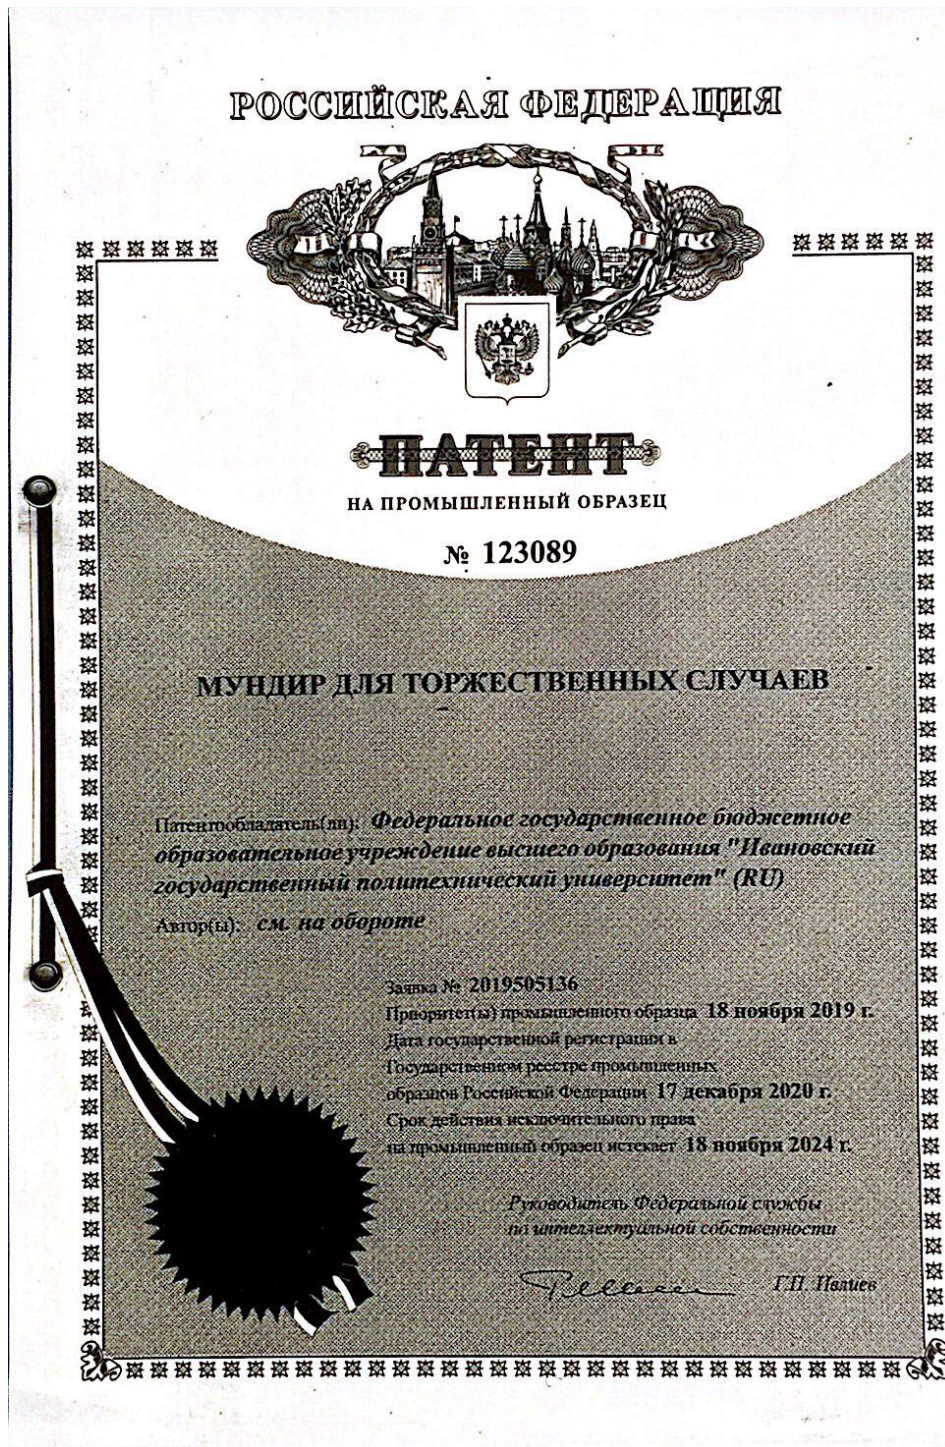 РОССИЙСКАЯ ФЕДЕРАЦИЯ
ПАТЕНТ
НА ПРОМЫШЛЕННЫЙ ОБРАЗЕЦ
№ 123089
МУНДИР ДЛЯ ТОРЖЕСТВЕННЫХ СЛУЧАЕВ
Патентообладатель(ли): Федеральное государственное бюджетное
образовательное учреждение высшего образования "Ивановский
государственный политехнический университет" (RU)
Автор(ы): см. на обороте
Заявка № 2019505136
Приоритет(ы) промышленного образца 18 ноября 2019 г.
Дата государственной регистрации в
Государственном реестре промышленных
образцов Российской Федерации 17 декабря 2020 г.
Срок действия исключительного права
на промышленный образец истекает 18 ноября 2024 г.
Руководитель Федеральной службы
по интеллектуальной собственности
Г.П. Ивлиев